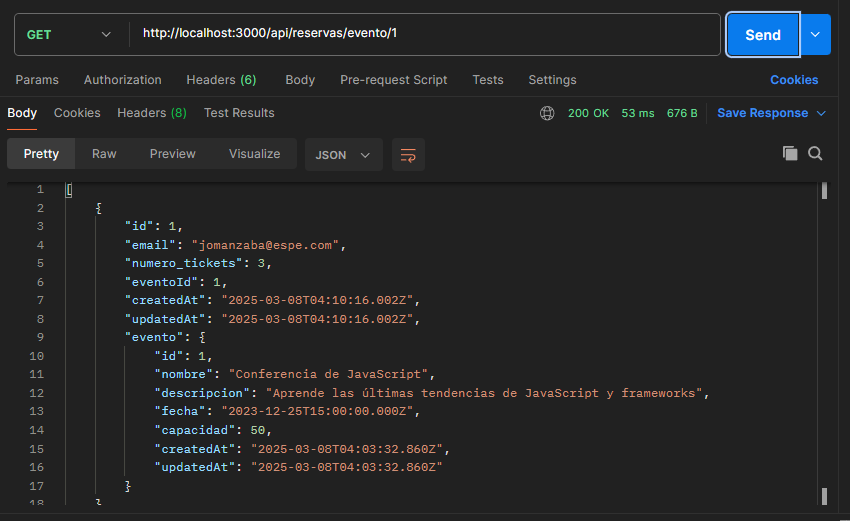 GET http://localhost:3000/api/reservas/evento/1 Send
Params Authorization Headers (6) Body Pre-request Script Tests Settings Cookies
Body Cookies Headers (8) Test Results 200 OK 53 ms 676 B Save Response
Pretty Raw Preview Visualize JSON
1 [
2 {
3 "id": 1,
4 "email": "jomanzaba@espe.com",
5 "numero_tickets": 3,
6 "eventoId": 1,
7 "createdAt": "2025-03-08T04:10:16.002Z",
8 "updatedAt": "2025-03-08T04:10:16.002Z",
9 "evento": {
10 "id": 1,
11 "nombre": "Conferencia de JavaScript",
12 "descripcion": "Aprende las últimas tendencias de JavaScript y frameworks",
13 "fecha": "2023-12-25T15:00:00.000Z",
14 "capacidad": 50,
15 "createdAt": "2025-03-08T04:03:32.860Z",
16 "updatedAt": "2025-03-08T04:03:32.860Z"
17 }
18 }